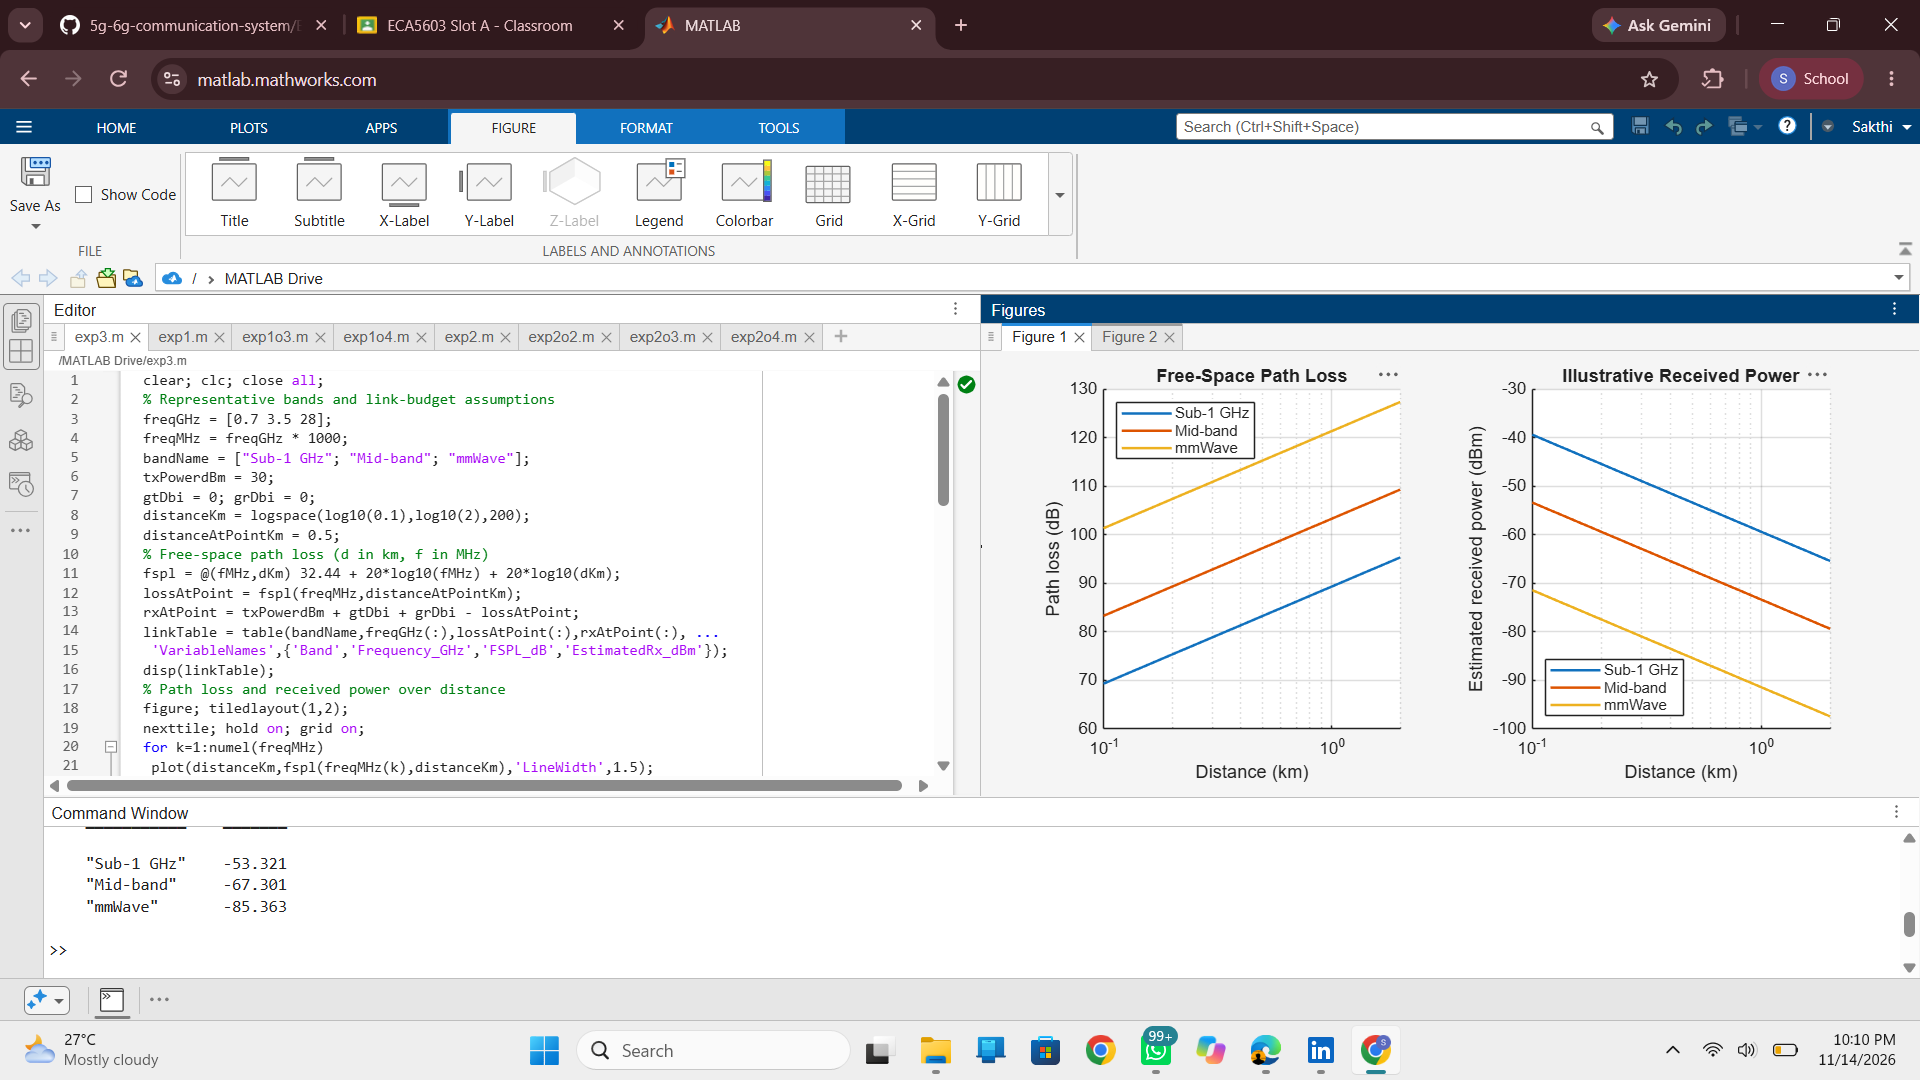 5g-6g-communication-system/
ECA5603 Slot A - Classroom
MATLAB
Ask Gemini
matlab.mathworks.com
S School
HOME PLOTS APPS FIGURE FORMAT TOOLS
Search (Ctrl+Shift+Space)
Sakthi
Save As
Show Code
Title Subtitle X-Label Y-Label Z-Label Legend Colorbar Grid X-Grid Y-Grid
FILE
LABELS AND ANNOTATIONS
/ › MATLAB Drive
Editor
exp3.m exp1.m exp1o3.m exp1o4.m exp2.m exp2o2.m exp2o3.m exp2o4.m
/MATLAB Drive/exp3.m
1 clear; clc; close all;
2 % Representative bands and link-budget assumptions
3 freqGHz = [0.7 3.5 28];
4 freqMHz = freqGHz * 1000;
5 bandName = ["Sub-1 GHz"; "Mid-band"; "mmWave"];
6 txPowerdBm = 30;
7 gtDbi = 0; grDbi = 0;
8 distanceKm = logspace(log10(0.1),log10(2),200);
9 distanceAtPointKm = 0.5;
10 % Free-space path loss (d in km, f in MHz)
11 fspl = @(fMHz,dKm) 32.44 + 20*log10(fMHz) + 20*log10(dKm);
12 lossAtPoint = fspl(freqMHz,distanceAtPointKm);
13 rxAtPoint = txPowerdBm + gtDbi + grDbi - lossAtPoint;
14 linkTable = table(bandName,freqGHz(:),lossAtPoint(:),rxAtPoint(:), ...
15 'VariableNames',{'Band','Frequency_GHz','FSPL_dB','EstimatedRx_dBm'});
16 disp(linkTable);
17 % Path loss and received power over distance
18 figure; tiledlayout(1,2);
19 nexttile; hold on; grid on;
20 for k=1:numel(freqMHz)
21 plot(distanceKm,fspl(freqMHz(k),distanceKm),'LineWidth',1.5);
Figures
Figure 1 Figure 2
Free-Space Path Loss
130
120
110
100
90
80
70
60
Path loss (dB)
Sub-1 GHz
Mid-band
mmWave
10-1 100
Distance (km)
Illustrative Received Power
-30
-40
-50
-60
-70
-80
-90
-100
Estimated received power (dBm)
Sub-1 GHz
Mid-band
mmWave
10-1 100
Distance (km)
Command Window
"Sub-1 GHz" -53.321
"Mid-band" -67.301
"mmWave" -85.363
>>
27°C
Mostly cloudy
Search
99+
10:10 PM
11/14/2026